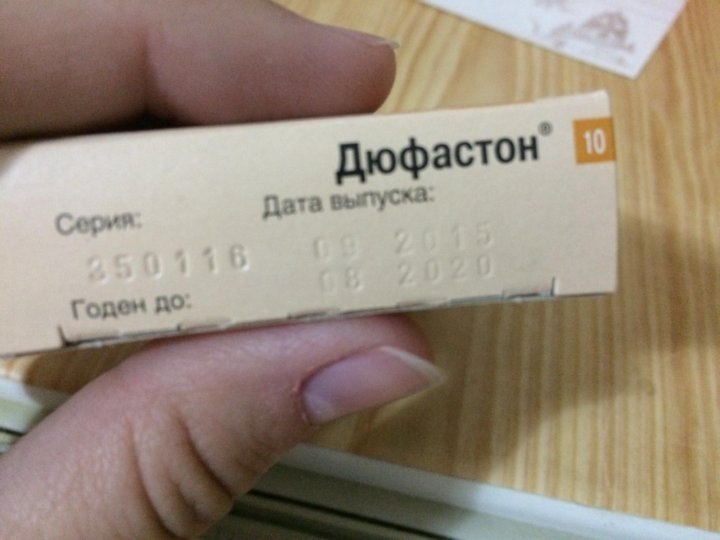 Дюфастон® 10
Серия: Дата выпуска:
350116 09 2015
Годен до: 08 2020